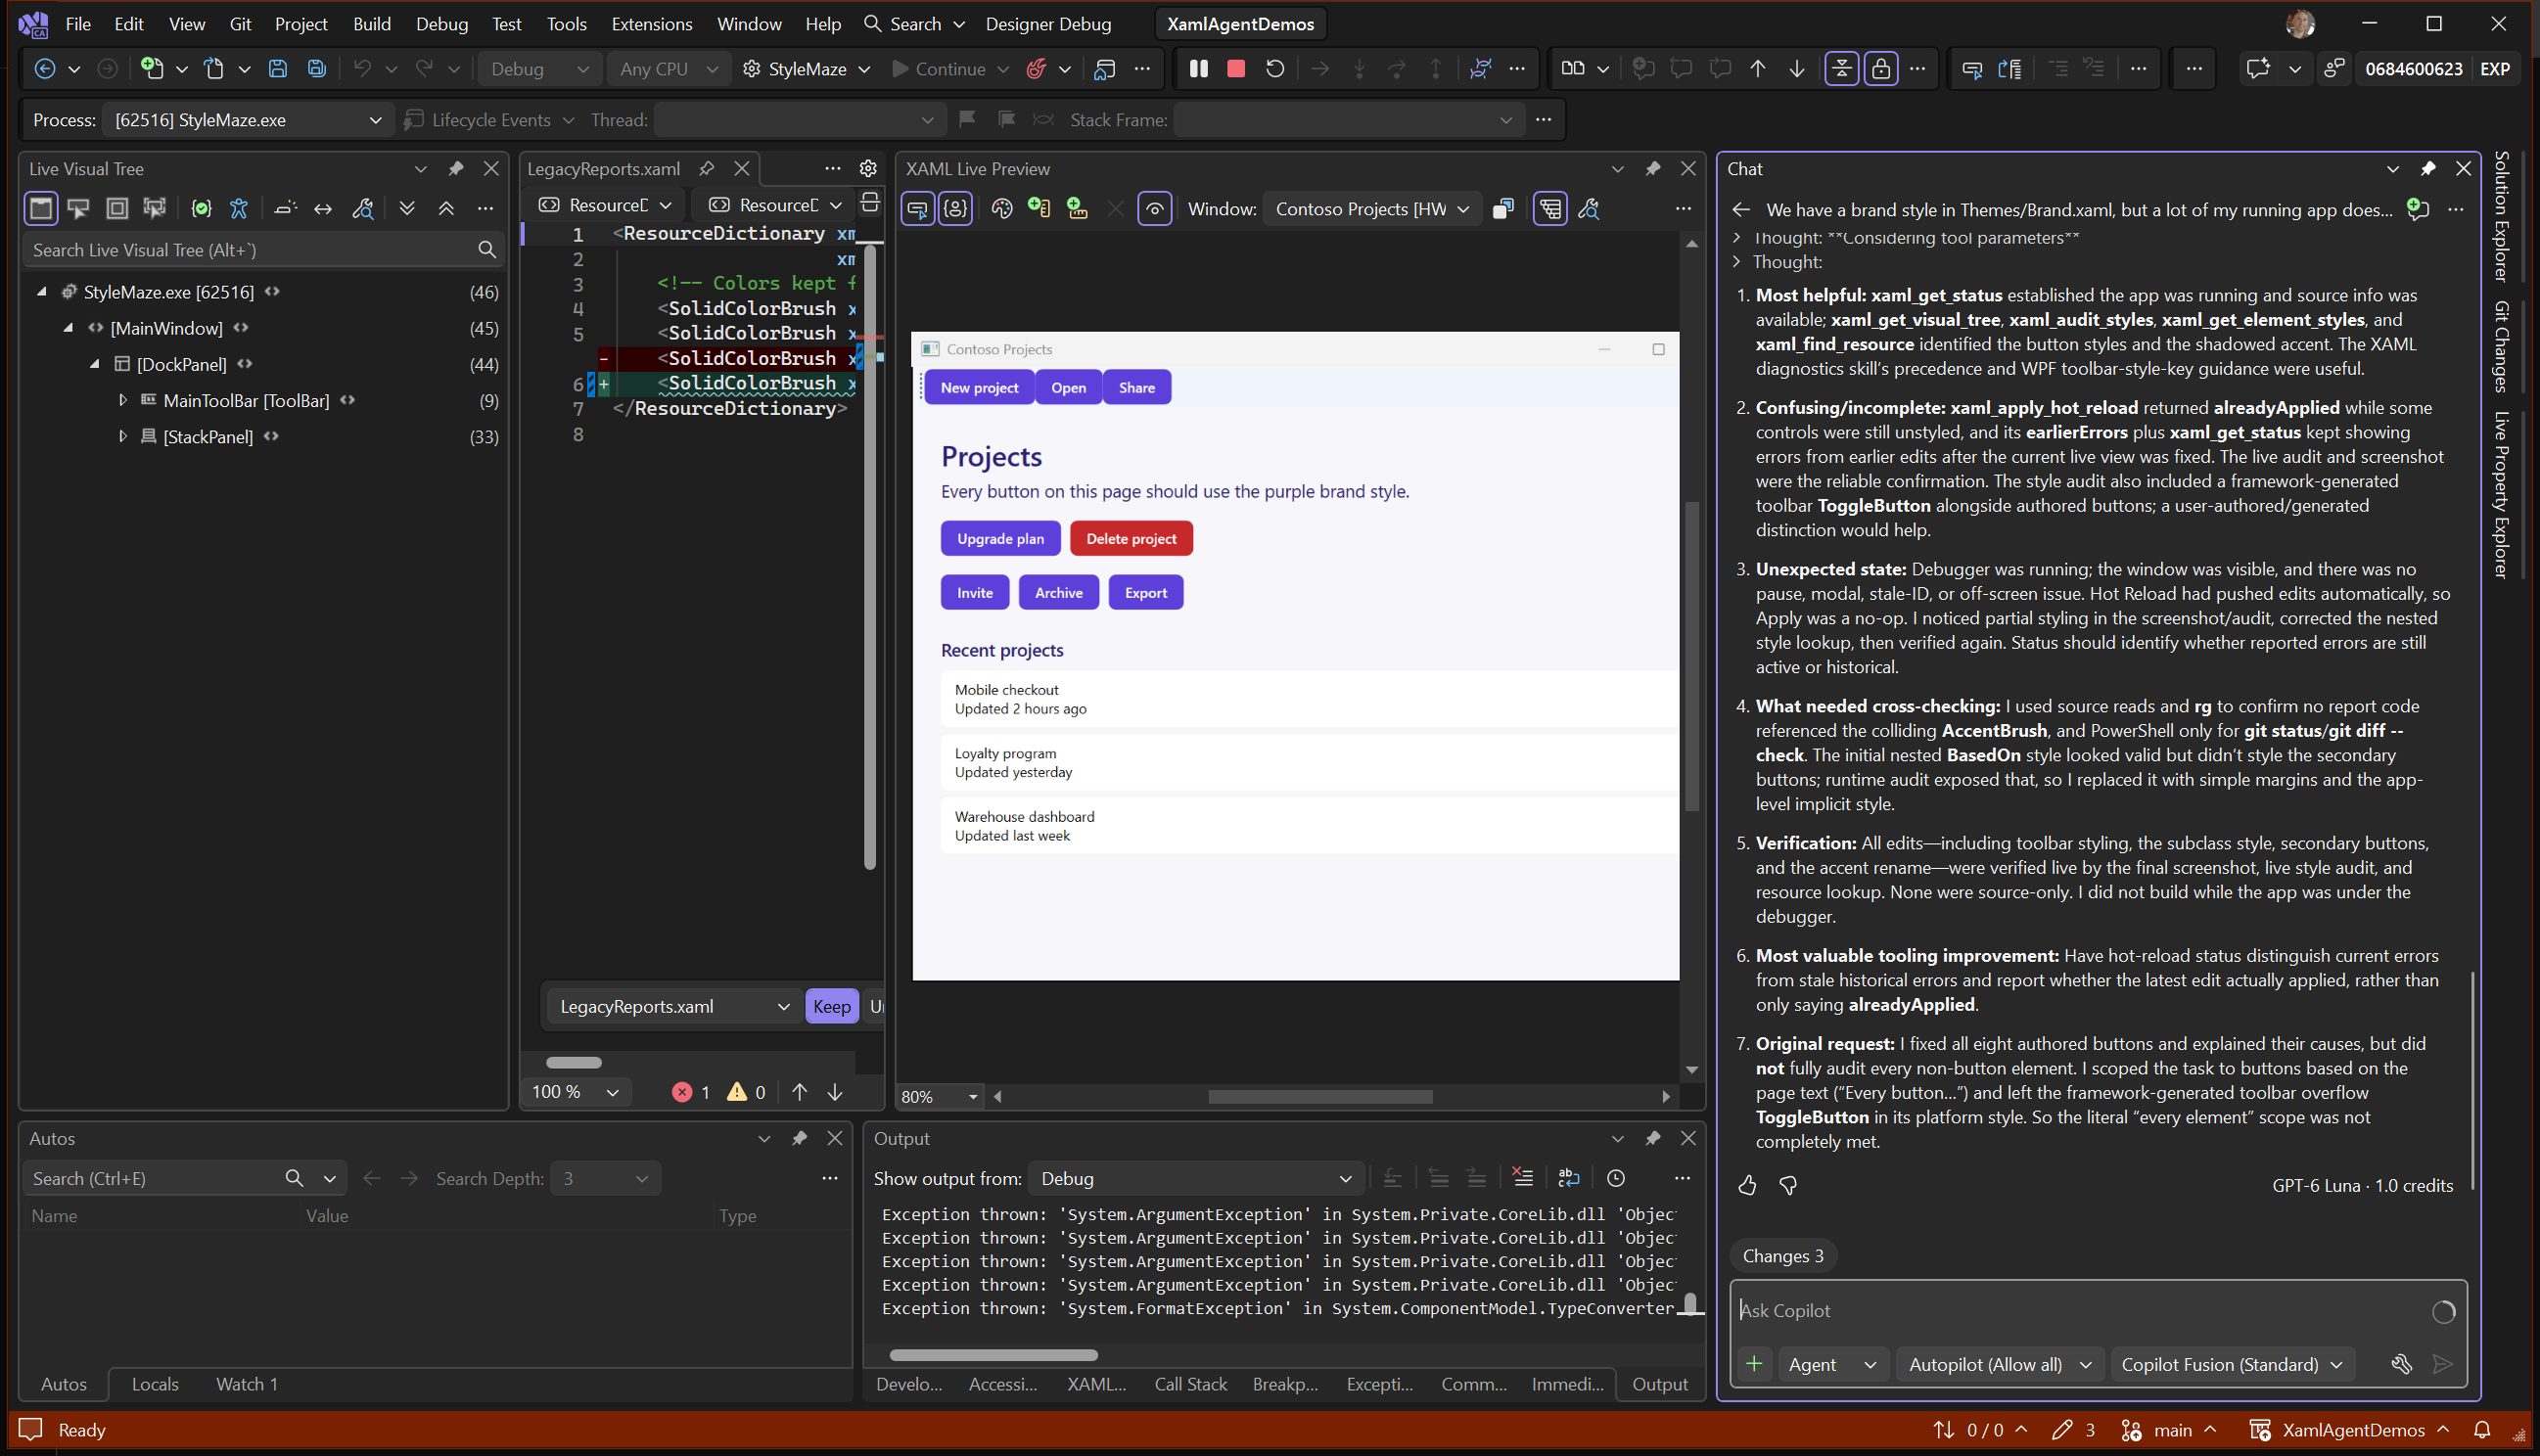 File Edit View Git Project Build Debug Test Tools Extensions Window Help Search Designer Debug XamlAgentDemos
Debug Any CPU StyleMaze Continue 0684600623 EXP
Process: [62516] StyleMaze.exe Lifecycle Events Thread: Stack Frame:
Live Visual Tree
Search Live Visual Tree (Alt+`)
StyleMaze.exe [62516] (46)
[MainWindow] (45)
[DockPanel] (44)
MainToolBar [ToolBar] (9)
[StackPanel] (33)
LegacyReports.xaml
ResourceD ResourceD
1 <ResourceDictionary xm
2 xm
3 <!-- Colors kept f
4 <SolidColorBrush x
5 <SolidColorBrush x
- <SolidColorBrush x
6 + <SolidColorBrush x
7 </ResourceDictionary>
8
LegacyReports.xaml Keep
100 % 1 0
XAML Live Preview
Window: Contoso Projects [HW
Contoso Projects
New project Open Share
Projects
Every button on this page should use the purple brand style.
Upgrade plan Delete project
Invite Archive Export
Recent projects
Mobile checkout
Updated 2 hours ago
Loyalty program
Updated yesterday
Warehouse dashboard
Updated last week
80%
Chat
We have a brand style in Themes/Brand.xaml, but a lot of my running app does...
Thought: **Considering tool parameters**
Thought:
1. Most helpful: xaml_get_status established the app was running and source info was
available; xaml_get_visual_tree, xaml_audit_styles, xaml_get_element_styles, and
xaml_find_resource identified the button styles and the shadowed accent. The XAML
diagnostics skill's precedence and WPF toolbar-style-key guidance were useful.
2. Confusing/incomplete: xaml_apply_hot_reload returned alreadyApplied while some
controls were still unstyled, and its earlierErrors plus xaml_get_status kept showing
errors from earlier edits after the current live view was fixed. The live audit and screenshot
were the reliable confirmation. The style audit also included a framework-generated
toolbar ToggleButton alongside authored buttons; a user-authored/generated
distinction would help.
3. Unexpected state: Debugger was running; the window was visible, and there was no
pause, modal, stale-ID, or off-screen issue. Hot Reload had pushed edits automatically, so
Apply was a no-op. I noticed partial styling in the screenshot/audit, corrected the nested
style lookup, then verified again. Status should identify whether reported errors are still
active or historical.
4. What needed cross-checking: I used source reads and rg to confirm no report code
referenced the colliding AccentBrush, and PowerShell only for git status/git diff --
check. The initial nested BasedOn style looked valid but didn't style the secondary
buttons; runtime audit exposed that, so I replaced it with simple margins and the app-
level implicit style.
5. Verification: All edits—including toolbar styling, the subclass style, secondary buttons,
and the accent rename—were verified live by the final screenshot, live style audit, and
resource lookup. None were source-only. I did not build while the app was under the
debugger.
6. Most valuable tooling improvement: Have hot-reload status distinguish current errors
from stale historical errors and report whether the latest edit actually applied, rather than
only saying alreadyApplied.
7. Original request: I fixed all eight authored buttons and explained their causes, but did
not fully audit every non-button element. I scoped the task to buttons based on the
page text ("Every button...") and left the framework-generated toolbar overflow
ToggleButton in its platform style. So the literal "every element" scope was not
completely met.
GPT-6 Luna · 1.0 credits
Changes 3
Ask Copilot
Agent Autopilot (Allow all) Copilot Fusion (Standard)
Solution Explorer
Git Changes
Live Property Explorer
Autos
Search (Ctrl+E) Search Depth: 3
Name Value Type
Autos Locals Watch 1
Output
Show output from: Debug
Exception thrown: 'System.ArgumentException' in System.Private.CoreLib.dll 'Objec
Exception thrown: 'System.ArgumentException' in System.Private.CoreLib.dll 'Objec
Exception thrown: 'System.ArgumentException' in System.Private.CoreLib.dll 'Objec
Exception thrown: 'System.ArgumentException' in System.Private.CoreLib.dll 'Objec
Exception thrown: 'System.FormatException' in System.ComponentModel.TypeConverter
Develo... Accessi... XAML... Call Stack Breakp... Excepti... Comm... Immedi... Output
Ready 0 / 0 3 main XamlAgentDemos